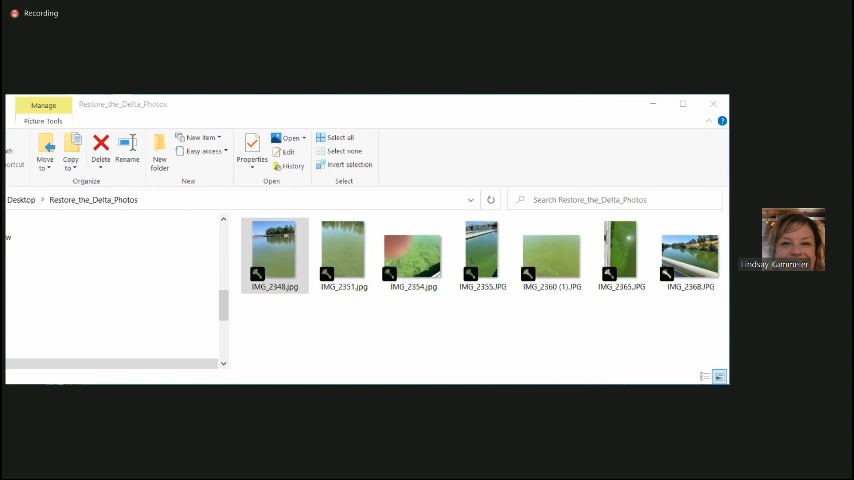 Recording
Manage
Restore_the_Delta_Photos
Picture Tools
Move to
Copy to
Delete
Rename
New folder
New item
Easy access
Properties
Open
Edit
History
Select all
Select none
Invert selection
Organize
New
Open
Select
Desktop > Restore_the_Delta_Photos
Search Restore_the_Delta_Photos
IMG_2348.jpg
IMG_2351.jpg
IMG_2354.jpg
IMG_2355.JPG
IMG_2360 (1).JPG
IMG_2365.JPG
IMG_2368.JPG
Lindsay Kammeier